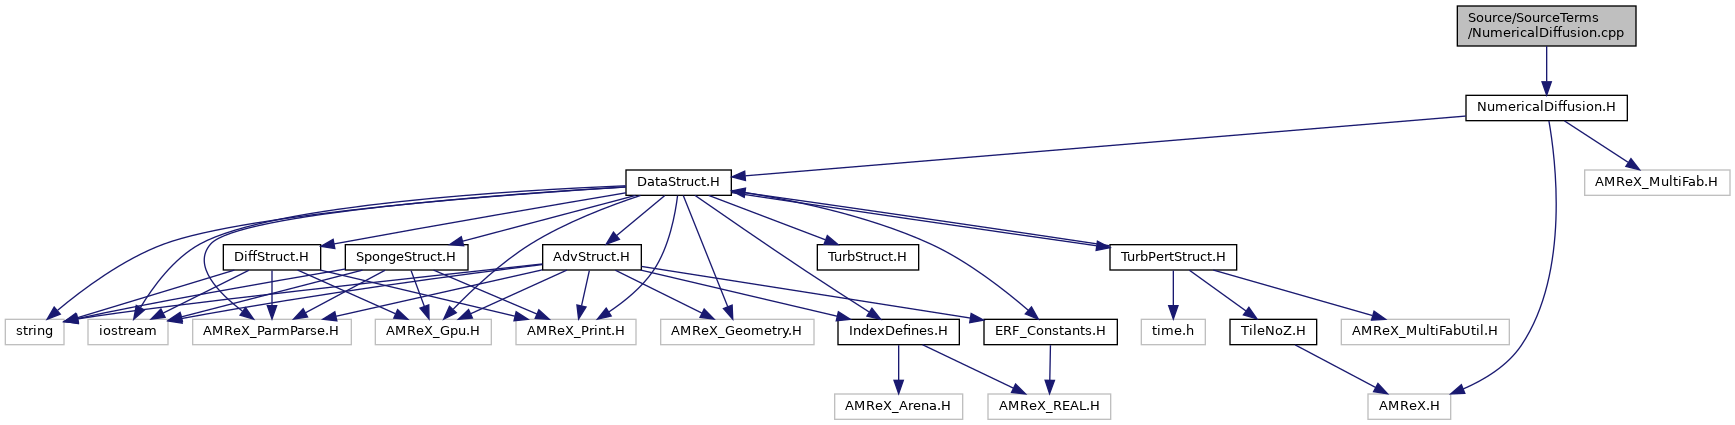 Source/SourceTerms
/NumericalDiffusion.cpp
NumericalDiffusion.H
DataStruct.H
AMReX_MultiFab.H
DiffStruct.H
SpongeStruct.H
AdvStruct.H
TurbStruct.H
TurbPertStruct.H
string
iostream
AMReX_ParmParse.H
AMReX_Gpu.H
AMReX_Print.H
AMReX_Geometry.H
IndexDefines.H
ERF_Constants.H
time.h
TileNoZ.H
AMReX_MultiFabUtil.H
AMReX_Arena.H
AMReX_REAL.H
AMReX.H